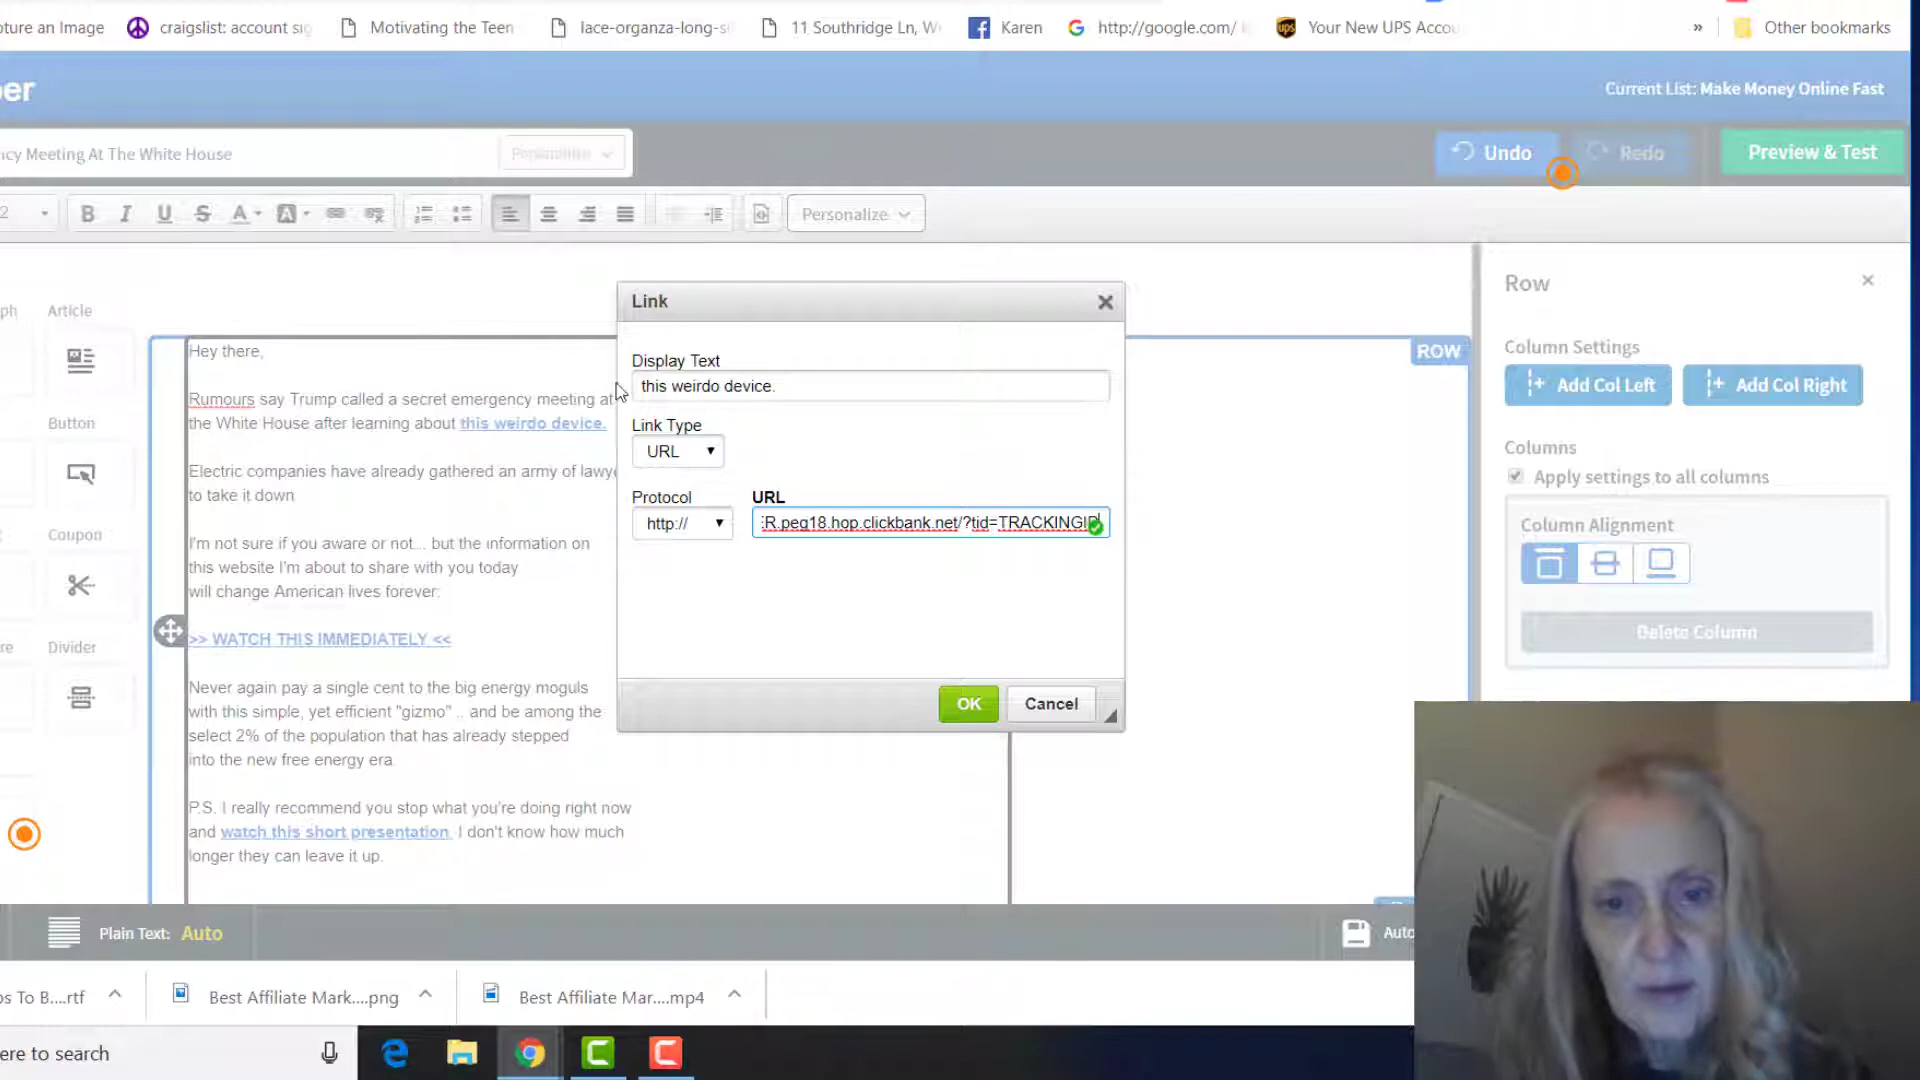 ture an Image craigslist: account sig Motivating the Teen lace-organza-long-s 11 Southridge Ln, W Karen http://google.com/ Your New UPS Accou » Other bookmarks
er Current List: Make Money Online Fast
ncy Meeting At The White House Personalize Undo Redo Preview & Test
2 B I U S A A Personalize
Link
Row
ph Article
Hey there,
ROW
Display Text
Column Settings
this weirdo device.
Add Col Left Add Col Right
Rumours say Trump called a secret emergency meeting at
the White House after learning about this weirdo device.
Button
Link Type
URL
Columns
Apply settings to all columns
Electric companies have already gathered an army of lawye
to take it down
Protocol URL
http:// R.peg18.hop.clickbank.net/?tid=TRACKINGID
Column Alignment
Coupon
I'm not sure if you aware or not... but the information on
this website I'm about to share with you today
will change American lives forever:
>> WATCH THIS IMMEDIATELY <<
Delete Column
re Divider
Never again pay a single cent to the big energy moguls
with this simple, yet efficient "gizmo" .. and be among the
select 2% of the population that has already stepped
into the new free energy era.
OK Cancel
P.S. I really recommend you stop what you're doing right now
and watch this short presentation. I don't know how much
longer they can leave it up.
Plain Text: Auto Auto
os To B....rtf Best Affiliate Mark....png Best Affiliate Mar....mp4
ere to search